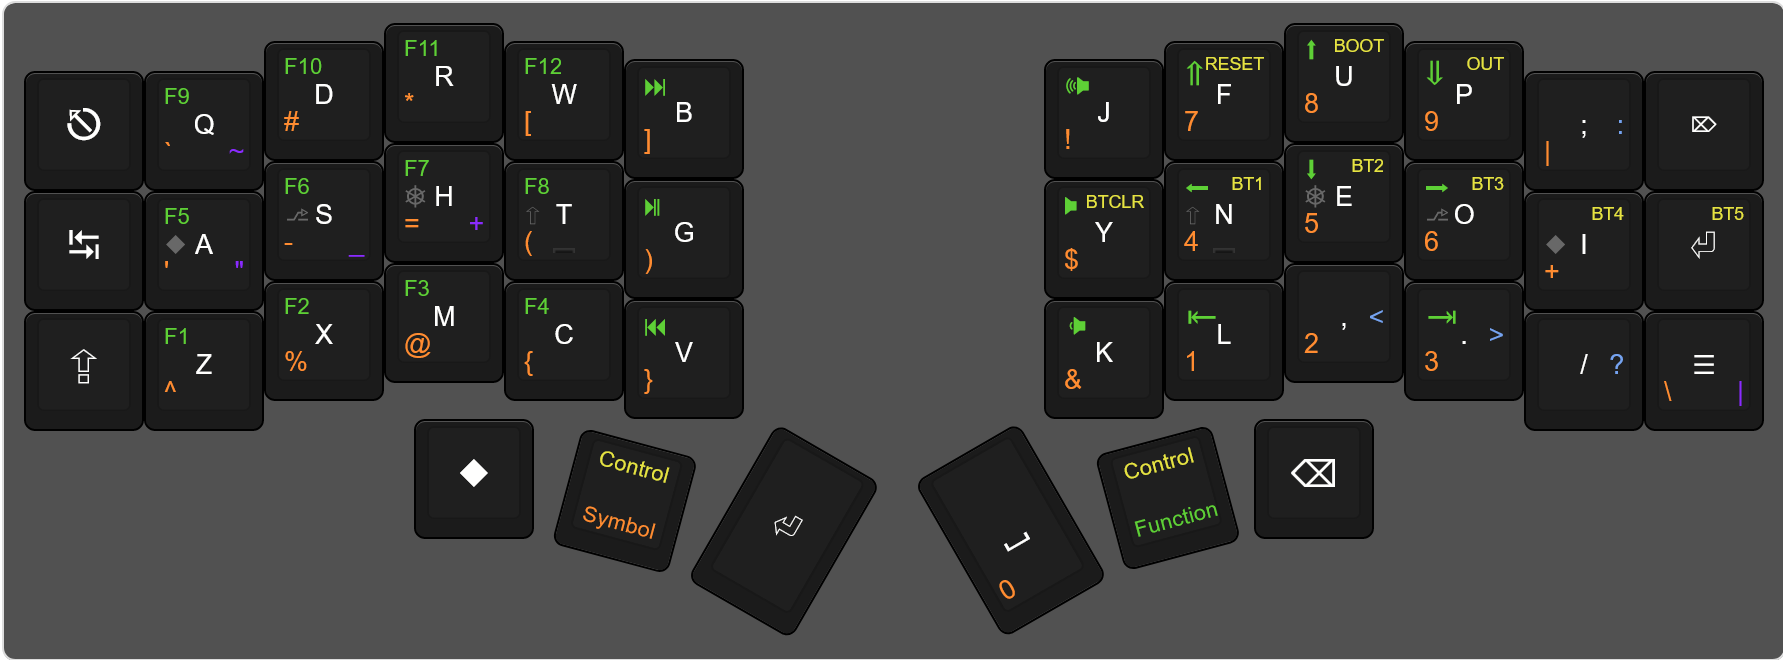 F9 Q ` ~
F10 D #
F11 R *
F12 W [
B ]
J !
RESET F 7
BOOT U 8
OUT P 9
; : |
F5 A ' "
F6 S - _
F7 H = +
F8 T (
G )
BTCLR Y $
BT1 N 4
BT2 E 5
BT3 O 6
BT4 I +
BT5
F1 Z ^
F2 X %
F3 M @
F4 C {
V }
K &
L 1
, < 2
. > 3
/ ?
\ |
Control
Symbol
0
Control
Function